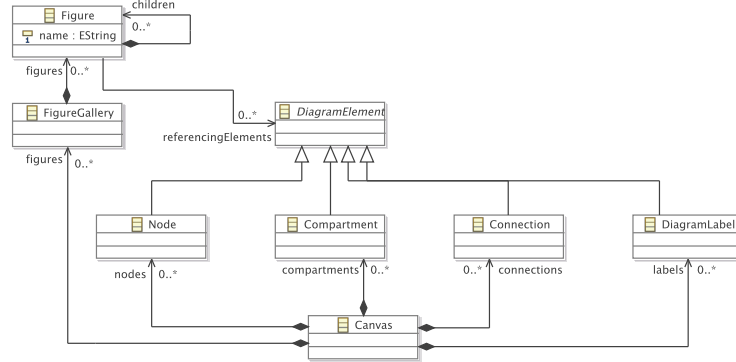 children
Figure
0..*
name : EString
figures 0..*
0..*
FigureGallery
DiagramElement
referencingElements
figures 0..*
Node
Compartment
Connection
DiagramLabel
nodes 0..*
compartments 0..*
0..* connections
labels 0..*
Canvas